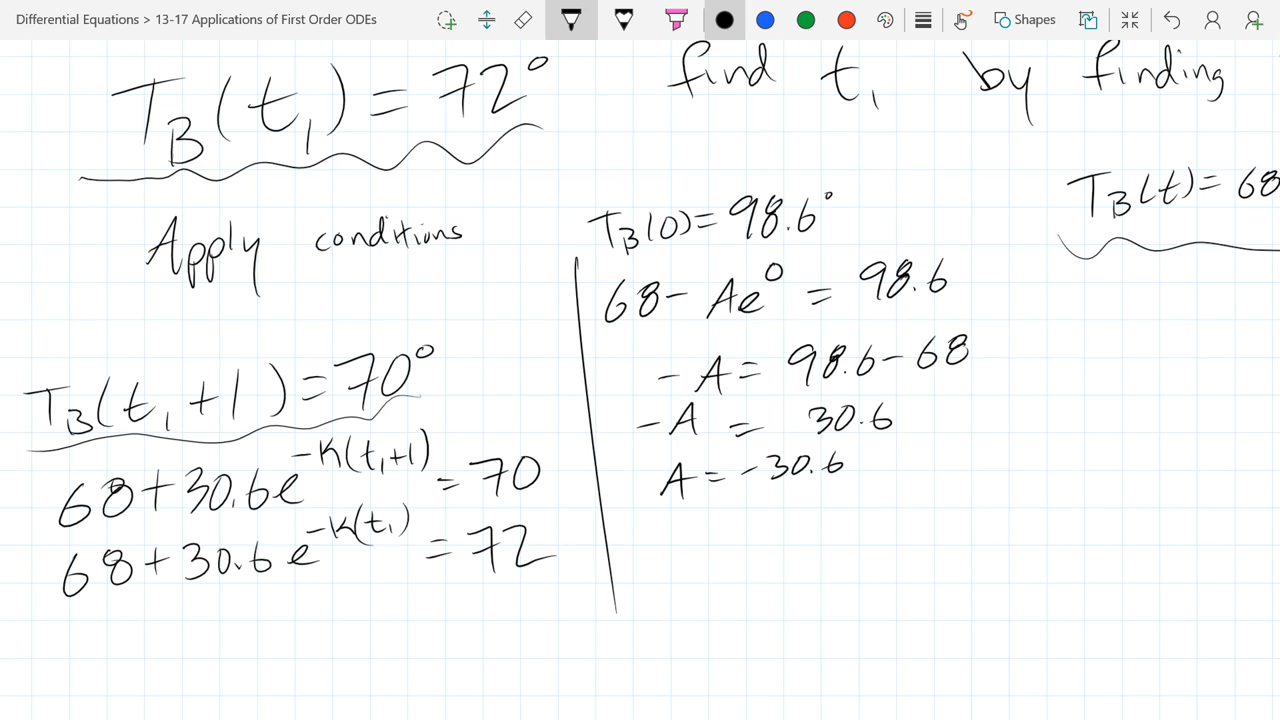 Differential Equations > 13-17 Applications of First Order ODEs
Shapes
T_B(t_1) = 72°
find t_1 by finding
T_B(t) = 68
Apply conditions
T_B(0) = 98.6°
68 - Ae^0 = 98.6
-A = 98.6 - 68
-A = 30.6
A = -30.6
T_B(t_1+1) = 70°
68 + 30.6e^{-K(t_1+1)} = 70
68 + 30.6e^{-K(t_1)} = 72